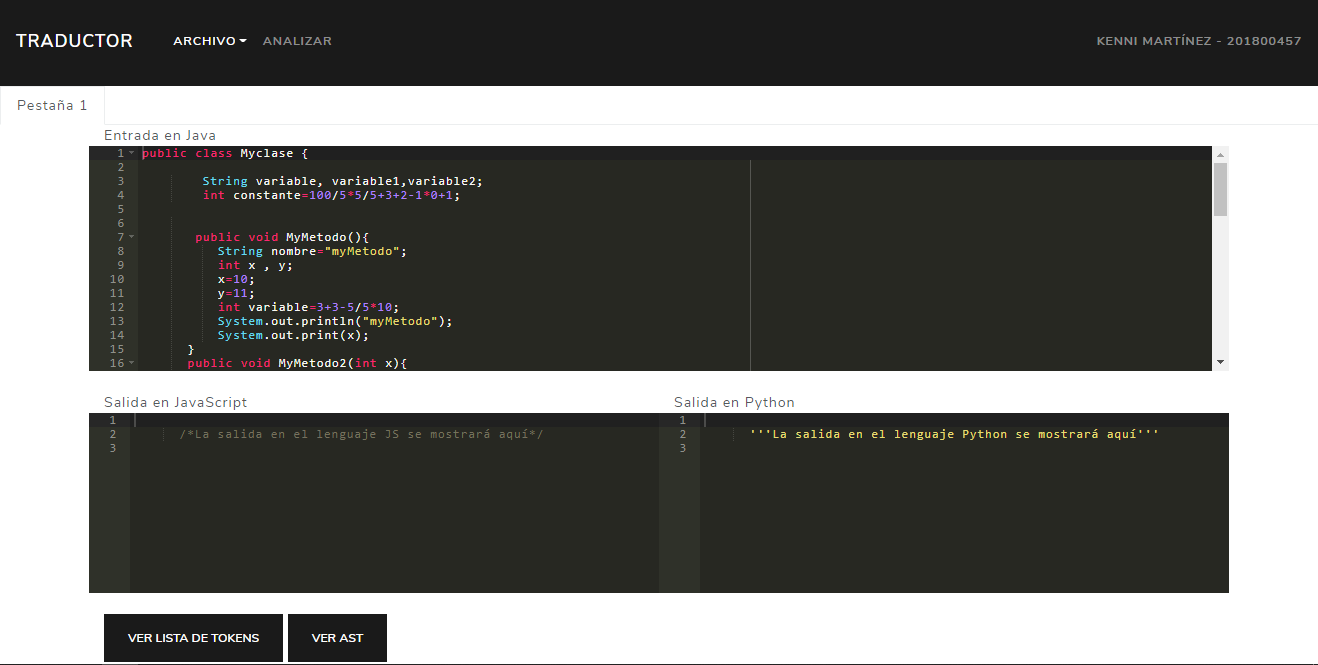 TRADUCTOR ARCHIVO ANALIZAR KENNI MARTÍNEZ - 201800457
Pestaña 1
Entrada en Java
1 public class Myclase {
2
3 String variable, variable1,variable2;
4 int constante=100/5*5/5+3+2-1*0+1;
5
6
7 public void MyMetodo(){
8 String nombre="myMetodo";
9 int x , y;
10 x=10;
11 y=11;
12 int variable=3+3-5/5*10;
13 System.out.println("myMetodo");
14 System.out.print(x);
15 }
16 public void MyMetodo2(int x){
Salida en JavaScript
1
2 /*La salida en el lenguaje JS se mostrará aquí*/
3
Salida en Python
1
2 '''La salida en el lenguaje Python se mostrará aquí'''
3
VER LISTA DE TOKENS VER AST